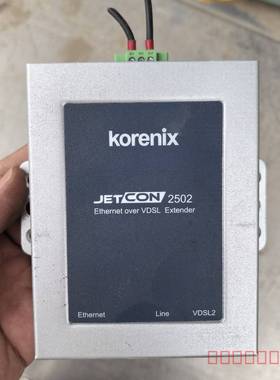 korenix
JETCON 2502
Ethernet over VDSL Extender
Ethernet Line VDSL2